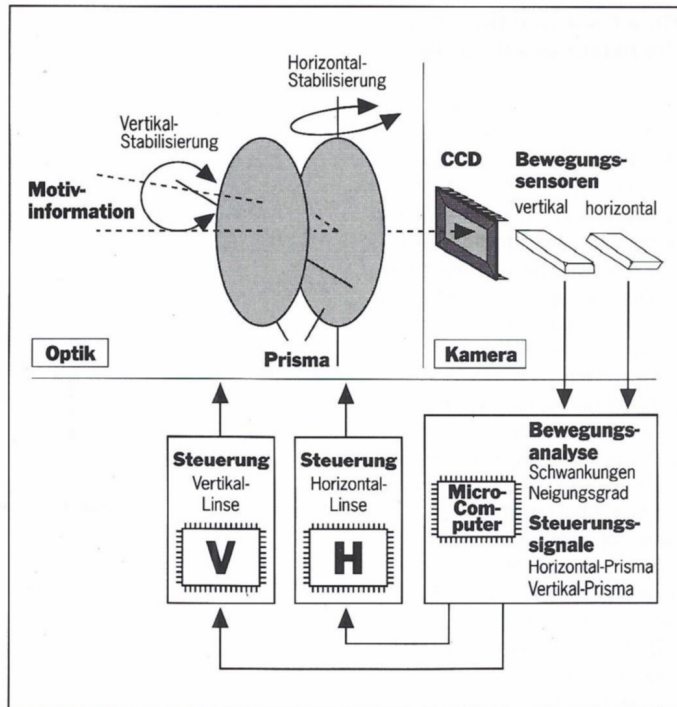 Horizontal-
Stabilisierung
Vertikal-
Stabilisierung
Motiv-
information
CCD
Bewegungs-
sensoren
vertikal horizontal
Optik
Prisma
Kamera
Steuerung
Vertikal-
Linse
V
Steuerung
Horizontal-
Linse
H
Micro-
Com-
puter
Bewegungs-
analyse
Schwankungen
Neigungsgrad
Steuerungs-
signale
Horizontal-Prisma
Vertikal-Prisma